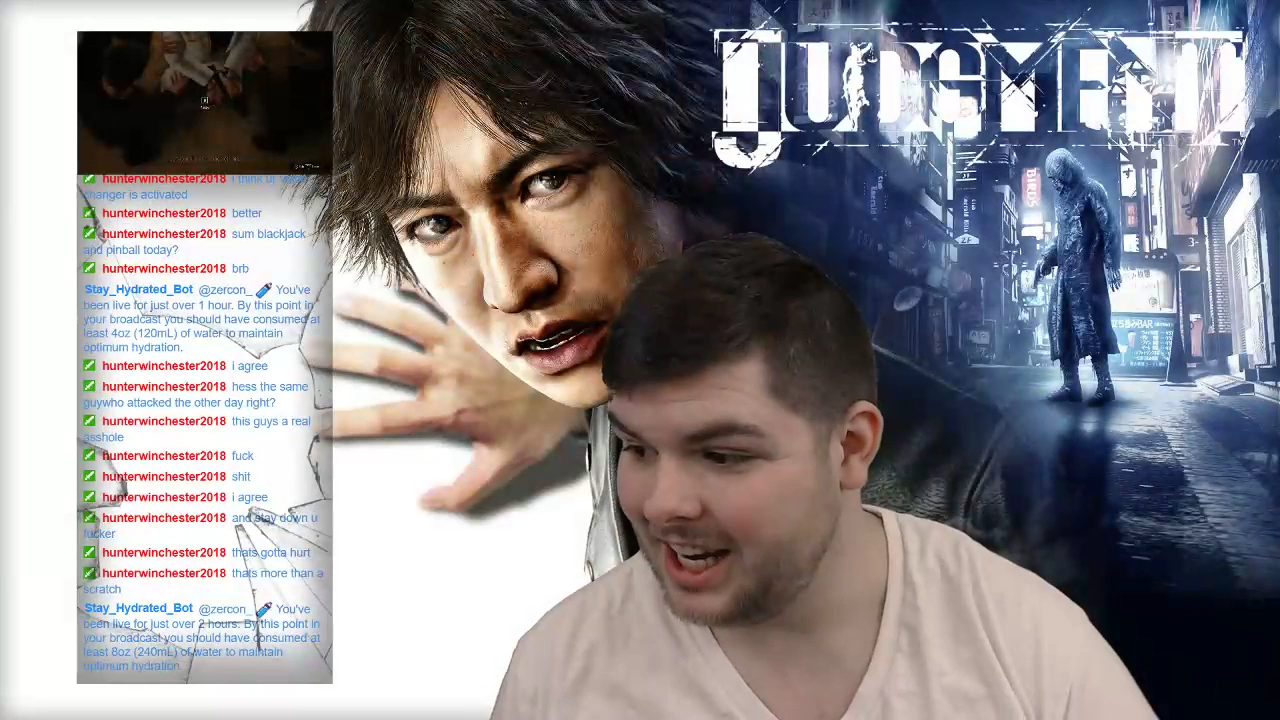 JUDGMENT
hunterwinchester2018 i think
changer is activated
hunterwinchester2018 better
hunterwinchester2018 sum blackjack
and pinball today?
hunterwinchester2018 brb
Stay_Hydrated_Bot @zercon_ You've
been live for just over 1 hour. By this point in
your broadcast you should have consumed at
least 4oz (120mL) of water to maintain
optimum hydration.
hunterwinchester2018 i agree
hunterwinchester2018 hess the same
guywho attacked the other day right?
hunterwinchester2018 this guys a real
asshole
hunterwinchester2018 fuck
hunterwinchester2018 shit
hunterwinchester2018 i agree
hunterwinchester2018 and stay down u
fucker
hunterwinchester2018 thats gotta hurt
hunterwinchester2018 thats more than a
scratch
Stay_Hydrated_Bot @zercon_ You've
been live for just over 2 hours. By this point in
your broadcast you should have consumed at
least 8oz (240mL) of water to maintain
optimum hydration.